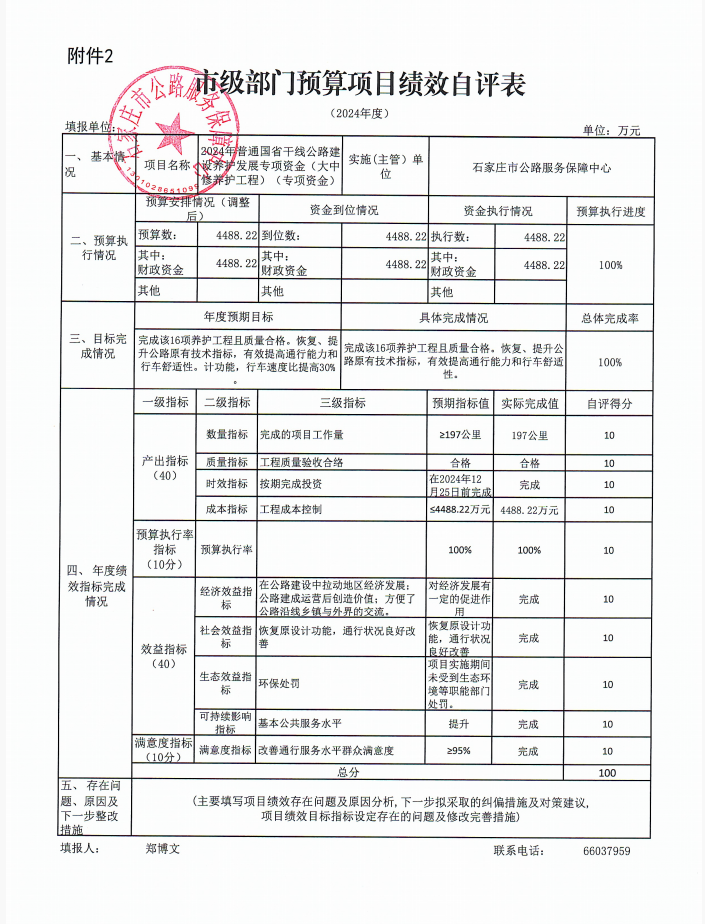 附件2
市级部门预算项目绩效自评表
（2024年度）
填报单位:
单位：万元
石家庄市公路服务保障中心
一、 基本情况
项目名称
2024年普通国省干线公路建
设养护发展专项资金（大中
修养护工程）（专项资金）
实施(主管）单
位
石家庄市公路服务保障中心
二、预算执
行情况
预算安排情况（调整
后）
资金到位情况
资金执行情况
预算执行进度
预算数: 4488.22 到位数: 4488.22 执行数: 4488.22
100%
其中:
财政资金
4488.22
其中:
财政资金
4488.22
其中:
财政资金
4488.22
其他 其他 其他
三、目标完
成情况
年度预期目标 具体完成情况 总体完成率
完成该16项养护工程且质量合格。恢复、提
升公路原有技术指标，有效提高通行能力和
行车舒适性。计功能，行车速度比提高30%
。
完成该16项养护工程且质量合格。恢复、提升公
路原有技术指标，有效提高通行能力和行车舒适
性。
100%
四、 年度绩
效指标完成
情况
一级指标 二级指标 三级指标 预期指标值 实际完成值 自评得分
产出指标
（40）
数量指标 完成的项目工作量 ≥197公里 197公里 10
质量指标 工程质量验收合络 合格 合格 10
时效指标 按期完成投资
在2024年12
月25日前完成
完成 10
成本指标 工程成本控制 ≤4488.22万元 4488.22万元 10
预算执行率
指标
（10分）
预算执行率 100% 100% 10
效益指标
（40）
经济效益指
标
在公路建设中拉动地区经济发展;
公路建成运营后创造价值; 方便了
公路沿线乡镇与外界的交流。
对经济发展有
一定的促进作
用
完成 10
社会效益指
标
恢复原设计功能，通行状况良好改
善
恢复原设计功
能，通行状况
良好改善
完成 10
生态效益指
标
环保处罚
项目实施期间
未受到生态环
境等职能部门
处罚。
完成 10
可持续影响
指标
基本公共服务水平 提升 完成 10
满意度指标
（10分）
满意度指标 改善通行服务水平群众满意度 ≥95% 完成 10
总分 100
五、 存在问
题、原因及
下一步整改
措施
(主要填写项目绩效存在问题及原因分析, 下一步拟采取的纠偏措施及对策建议,
项目绩效目标指标设定存在的问题及修改完善措施)
填报人: 郑博文 联系电话: 66037959